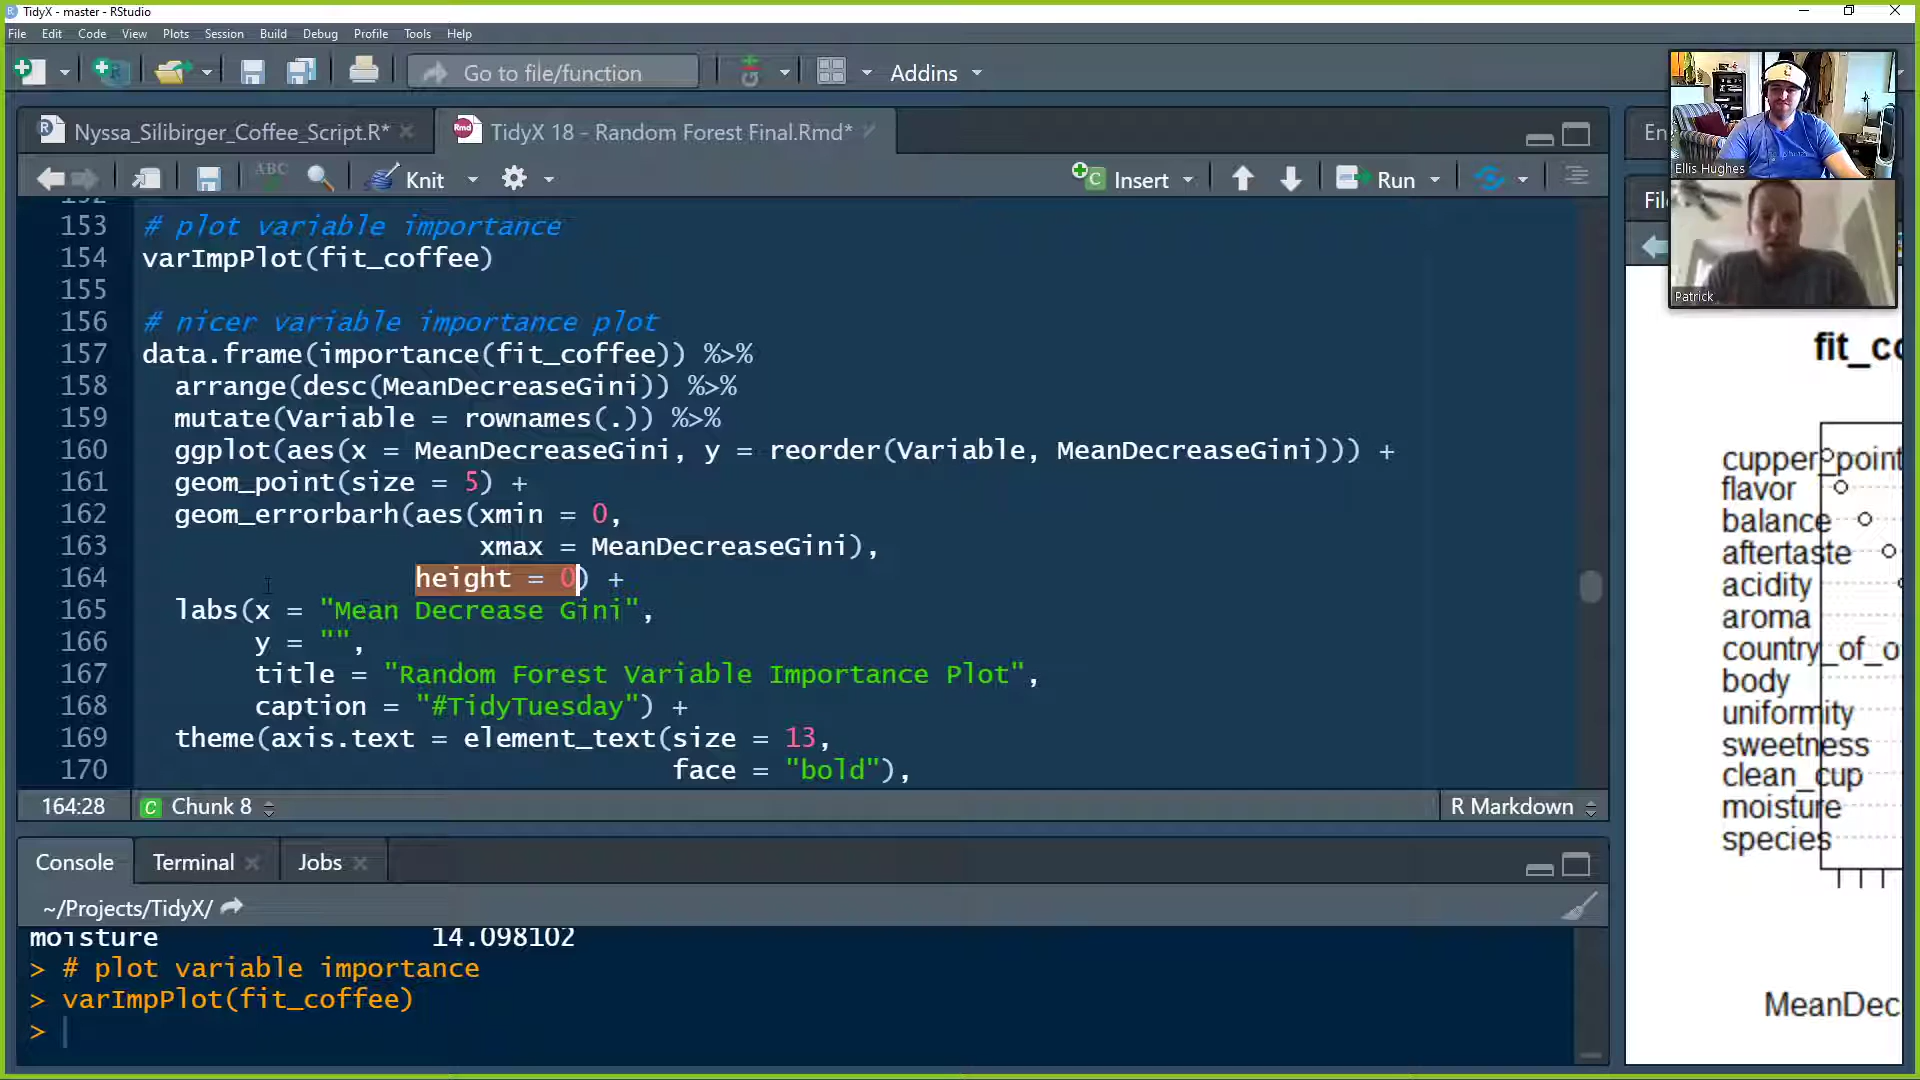 TidyX - master - RStudio
File Edit Code View Plots Session Build Debug Profile Tools Help
Go to file/function Addins
Nyssa_Silibirger_Coffee_Script.R* TidyX 18 - Random Forest Final.Rmd*
ABC Knit Insert Run
153 # plot variable importance
154 varImpPlot(fit_coffee)
155
156 # nicer variable importance plot
157 data.frame(importance(fit_coffee)) %>%
158 arrange(desc(MeanDecreaseGini)) %>%
159 mutate(Variable = rownames(.)) %>%
160 ggplot(aes(x = MeanDecreaseGini, y = reorder(Variable, MeanDecreaseGini))) +
161 geom_point(size = 5) +
162 geom_errorbarh(aes(xmin = 0,
163 xmax = MeanDecreaseGini),
164 height = 0) +
165 labs(x = "Mean Decrease Gini",
166 y = "",
167 title = "Random Forest Variable Importance Plot",
168 caption = "#TidyTuesday") +
169 theme(axis.text = element_text(size = 13,
170 face = "bold"),
164:28 C Chunk 8 R Markdown
Console Terminal Jobs
~/Projects/TidyX/
moisture 14.098102
> # plot variable importance
> varImpPlot(fit_coffee)
>
Ellis Hughes
Patrick
En
File
fit_co
cupper_point
flavor
balance
aftertaste
acidity
aroma
country_of_o
body
uniformity
sweetness
clean_cup
moisture
species
MeanDec